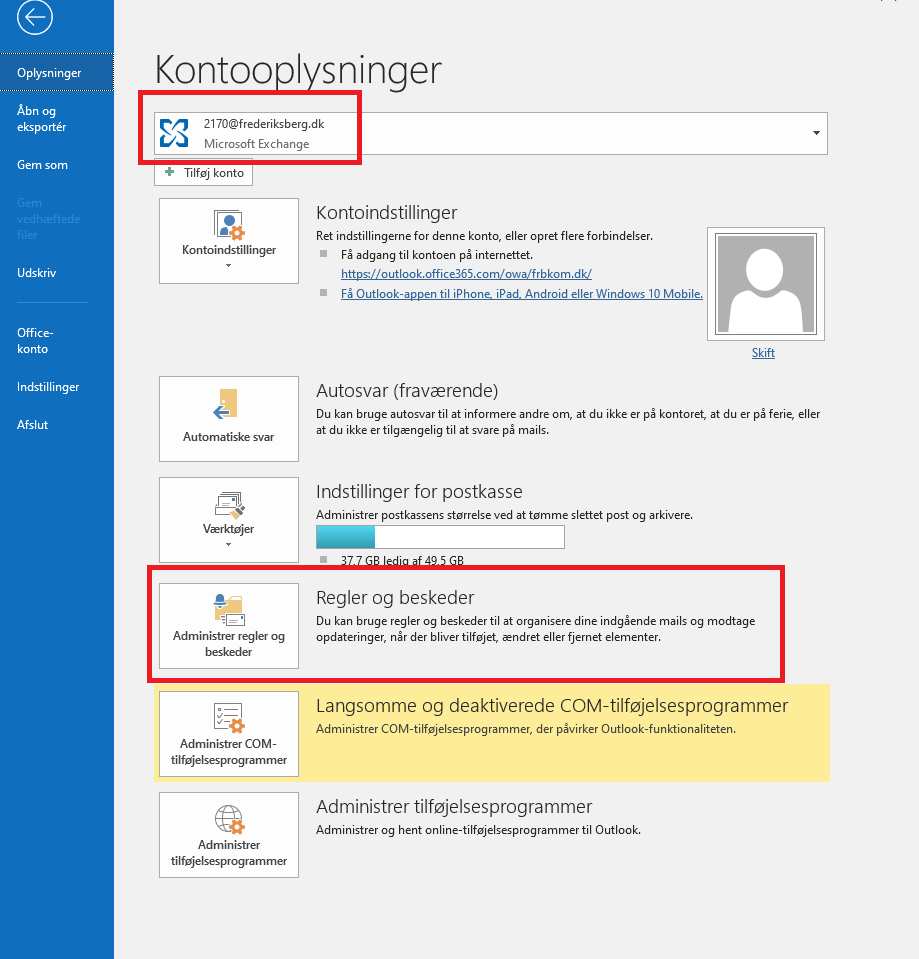 Oplysninger
Åbn og
eksportér
Gem som
Gem
vedhæftede
filer
Udskriv
Office-
konto
Indstillinger
Afslut
Kontooplysninger
2170@frederiksberg.dk
Microsoft Exchange
Tilføj konto
Kontoindstillinger
Kontoindstillinger
Ret indstillingerne for denne konto, eller opret flere forbindelser.
Få adgang til kontoen på internettet.
https://outlook.office365.com/owa/frbkom.dk/
Få Outlook-appen til iPhone, iPad, Android eller Windows 10 Mobile.
Skift
Automatiske svar
Autosvar (fraværende)
Du kan bruge autosvar til at informere andre om, at du ikke er på kontoret, at du er på ferie, eller
at du ikke er tilgængelig til at svare på mails.
Værktøjer
Indstillinger for postkasse
Administrer postkassens størrelse ved at tømme slettet post og arkivere.
37.7 GB ledig af 49.5 GB
Administrer regler og
beskeder
Regler og beskeder
Du kan bruge regler og beskeder til at organisere dine indgående mails og modtage
opdateringer, når der bliver tilføjet, ændret eller fjernet elementer.
Administrer COM-
tilføjelsesprogrammer
Langsomme og deaktiverede COM-tilføjelsesprogrammer
Administrer COM-tilføjelsesprogrammer, der påvirker Outlook-funktionaliteten.
Administrer
tilføjelsesprogrammer
Administrer tilføjelsesprogrammer
Administrer og hent online-tilføjelsesprogrammer til Outlook.